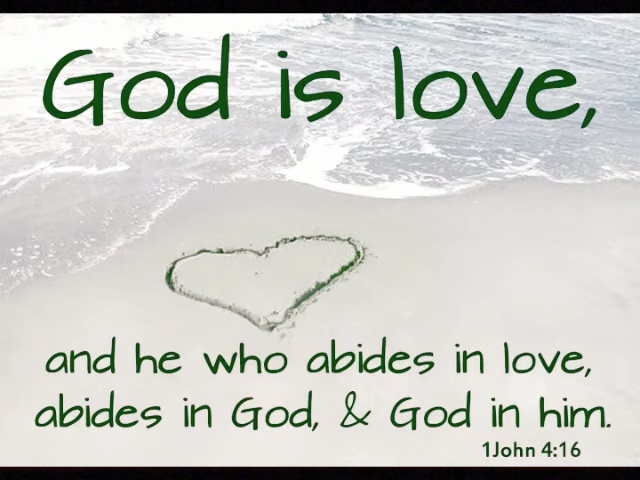 God is love,
and he who abides in love,
abides in God, & God in him.
1John 4:16